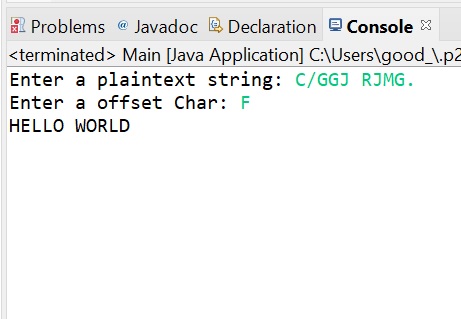 Problems @ Javadoc Declaration Console
<terminated> Main [Java Application] C:\Users\good_\.p2
Enter a plaintext string: C/GGJ RJMG.
Enter a offset Char: F
HELLO WORLD